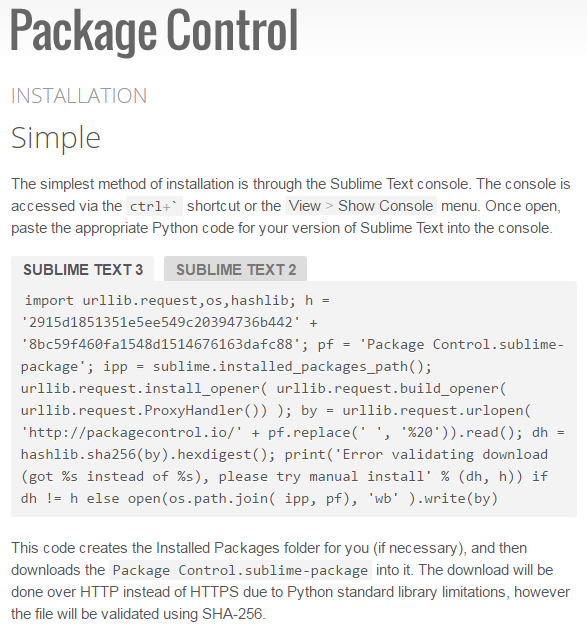 Package Control
INSTALLATION
Simple
The simplest method of installation is through the Sublime Text console. The console is
accessed via the ctrl+` shortcut or the View > Show Console menu. Once open,
paste the appropriate Python code for your version of Sublime Text into the console.
SUBLIME TEXT 3 SUBLIME TEXT 2
import urllib.request,os,hashlib; h =
'2915d1851351e5ee549c20394736b442' +
'8bc59f460fa1548d1514676163dafc88'; pf = 'Package Control.sublime-
package'; ipp = sublime.installed_packages_path();
urllib.request.install_opener( urllib.request.build_opener(
urllib.request.ProxyHandler()) ); by = urllib.request.urlopen(
'http://packagecontrol.io/' + pf.replace(' ', '%20')).read(); dh =
hashlib.sha256(by).hexdigest(); print('Error validating download
(got %s instead of %s), please try manual install' % (dh, h)) if
dh != h else open(os.path.join( ipp, pf), 'wb' ).write(by)
This code creates the Installed Packages folder for you (if necessary), and then
downloads the Package Control.sublime-package into it. The download will be
done over HTTP instead of HTTPS due to Python standard library limitations, however
the file will be validated using SHA-256.